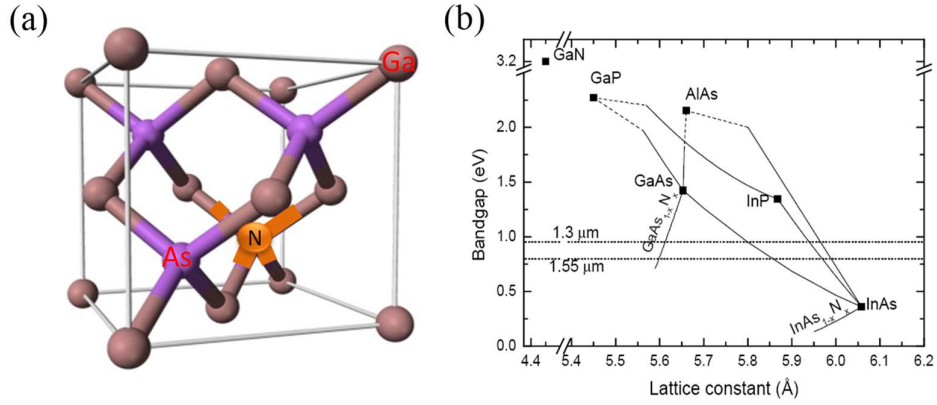 (a)
Ga
N
As
(b)
Bandgap (eV)
3.2
2.0
1.5
1.0
0.5
0.0
GaN
GaP
AlAs
GaAs
InP
GaAs₁₋ₓNₓ
1.3 μm
1.55 μm
InAs
InAs₁₋ₓNₓ
4.4 5.4 5.5 5.6 5.7 5.8 5.9 6.0 6.1 6.2
Lattice constant (Å)